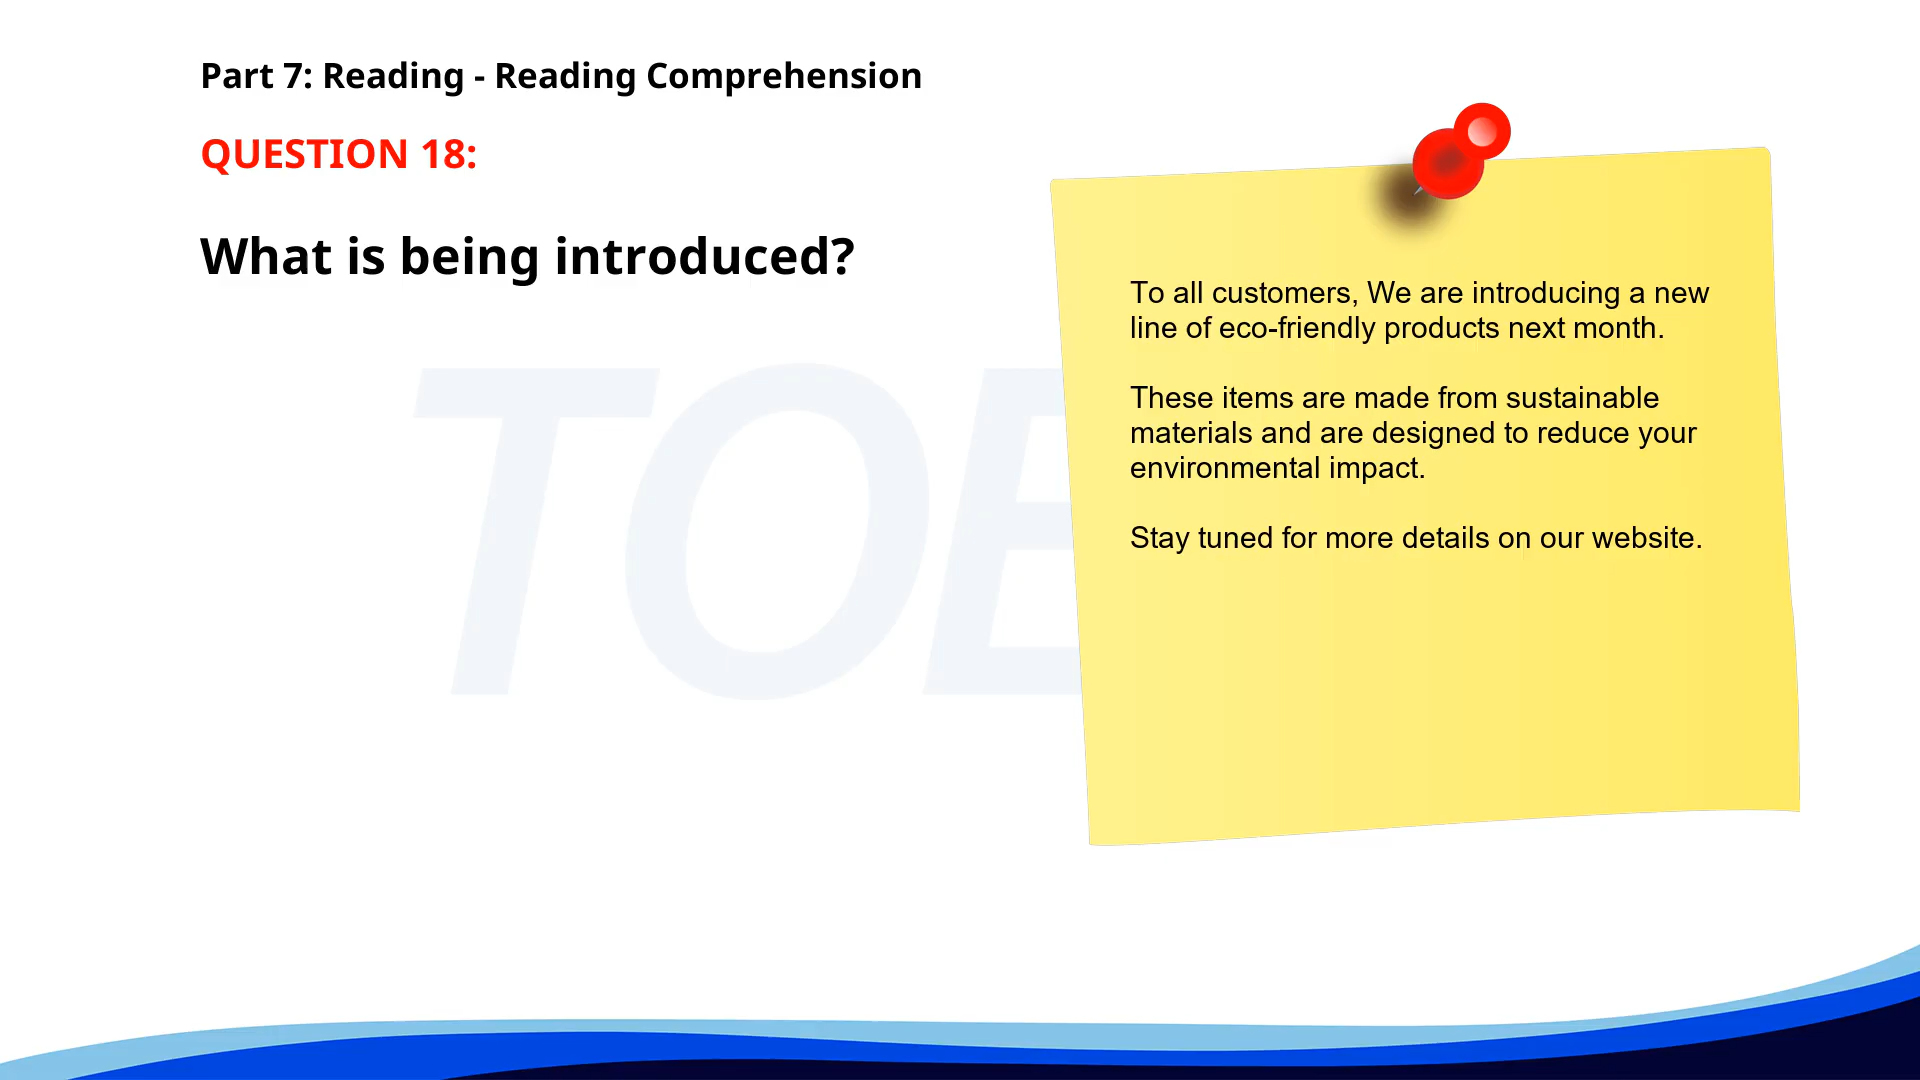 Part 7: Reading - Reading Comprehension
QUESTION 18:
What is being introduced?
To all customers, We are introducing a new
line of eco-friendly products next month.
These items are made from sustainable
materials and are designed to reduce your
environmental impact.
Stay tuned for more details on our website.
TOE